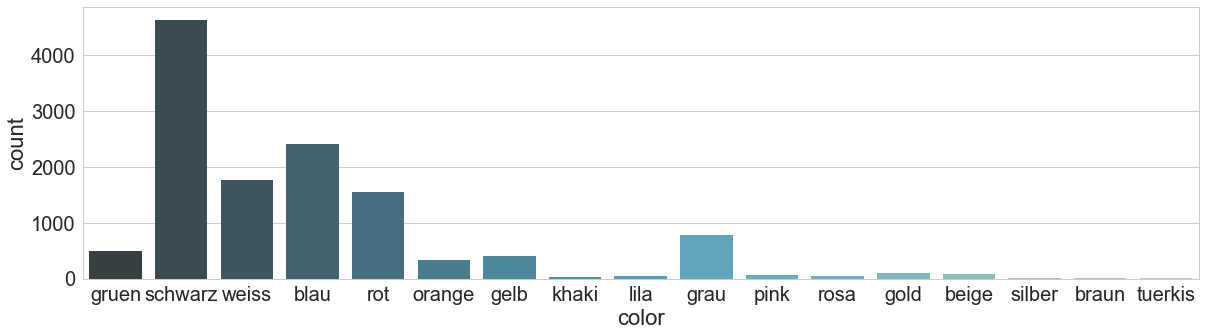 4000
3000
2000
1000
0
count
gruen schwarz weiss blau rot orange gelb khaki lila grau pink rosa gold beige silber braun tuerkis
color